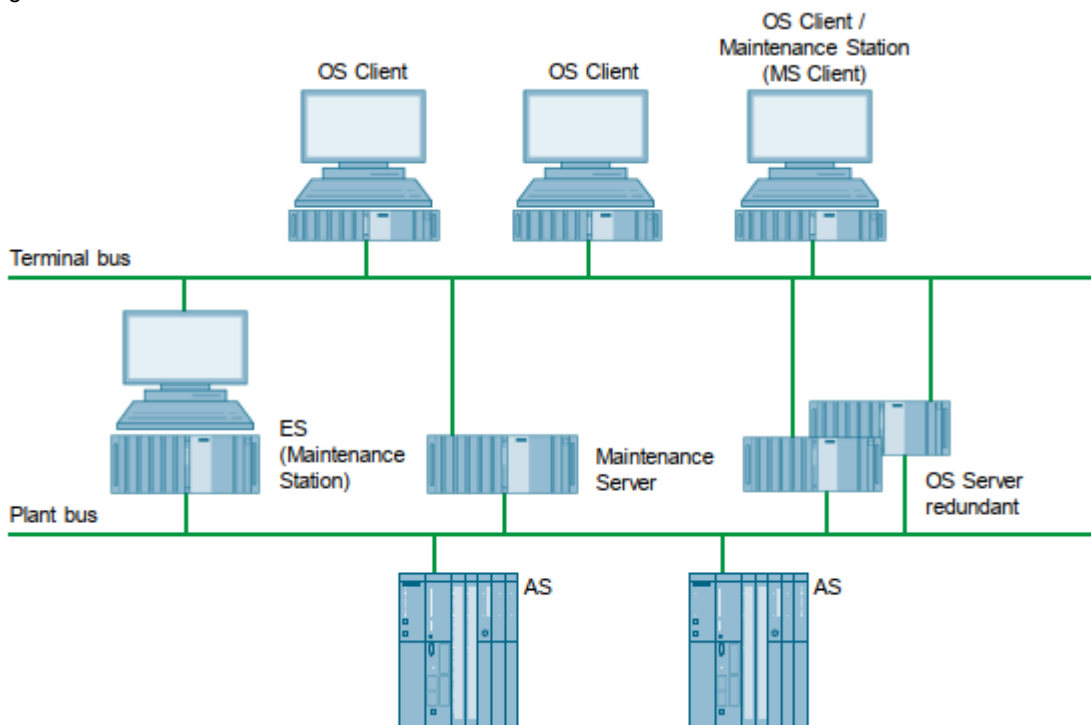 OS Client
OS Client
OS Client /
Maintenance Station
(MS Client)
Terminal bus
ES
(Maintenance
Station)
Maintenance
Server
OS Server
redundant
Plant bus
AS
AS